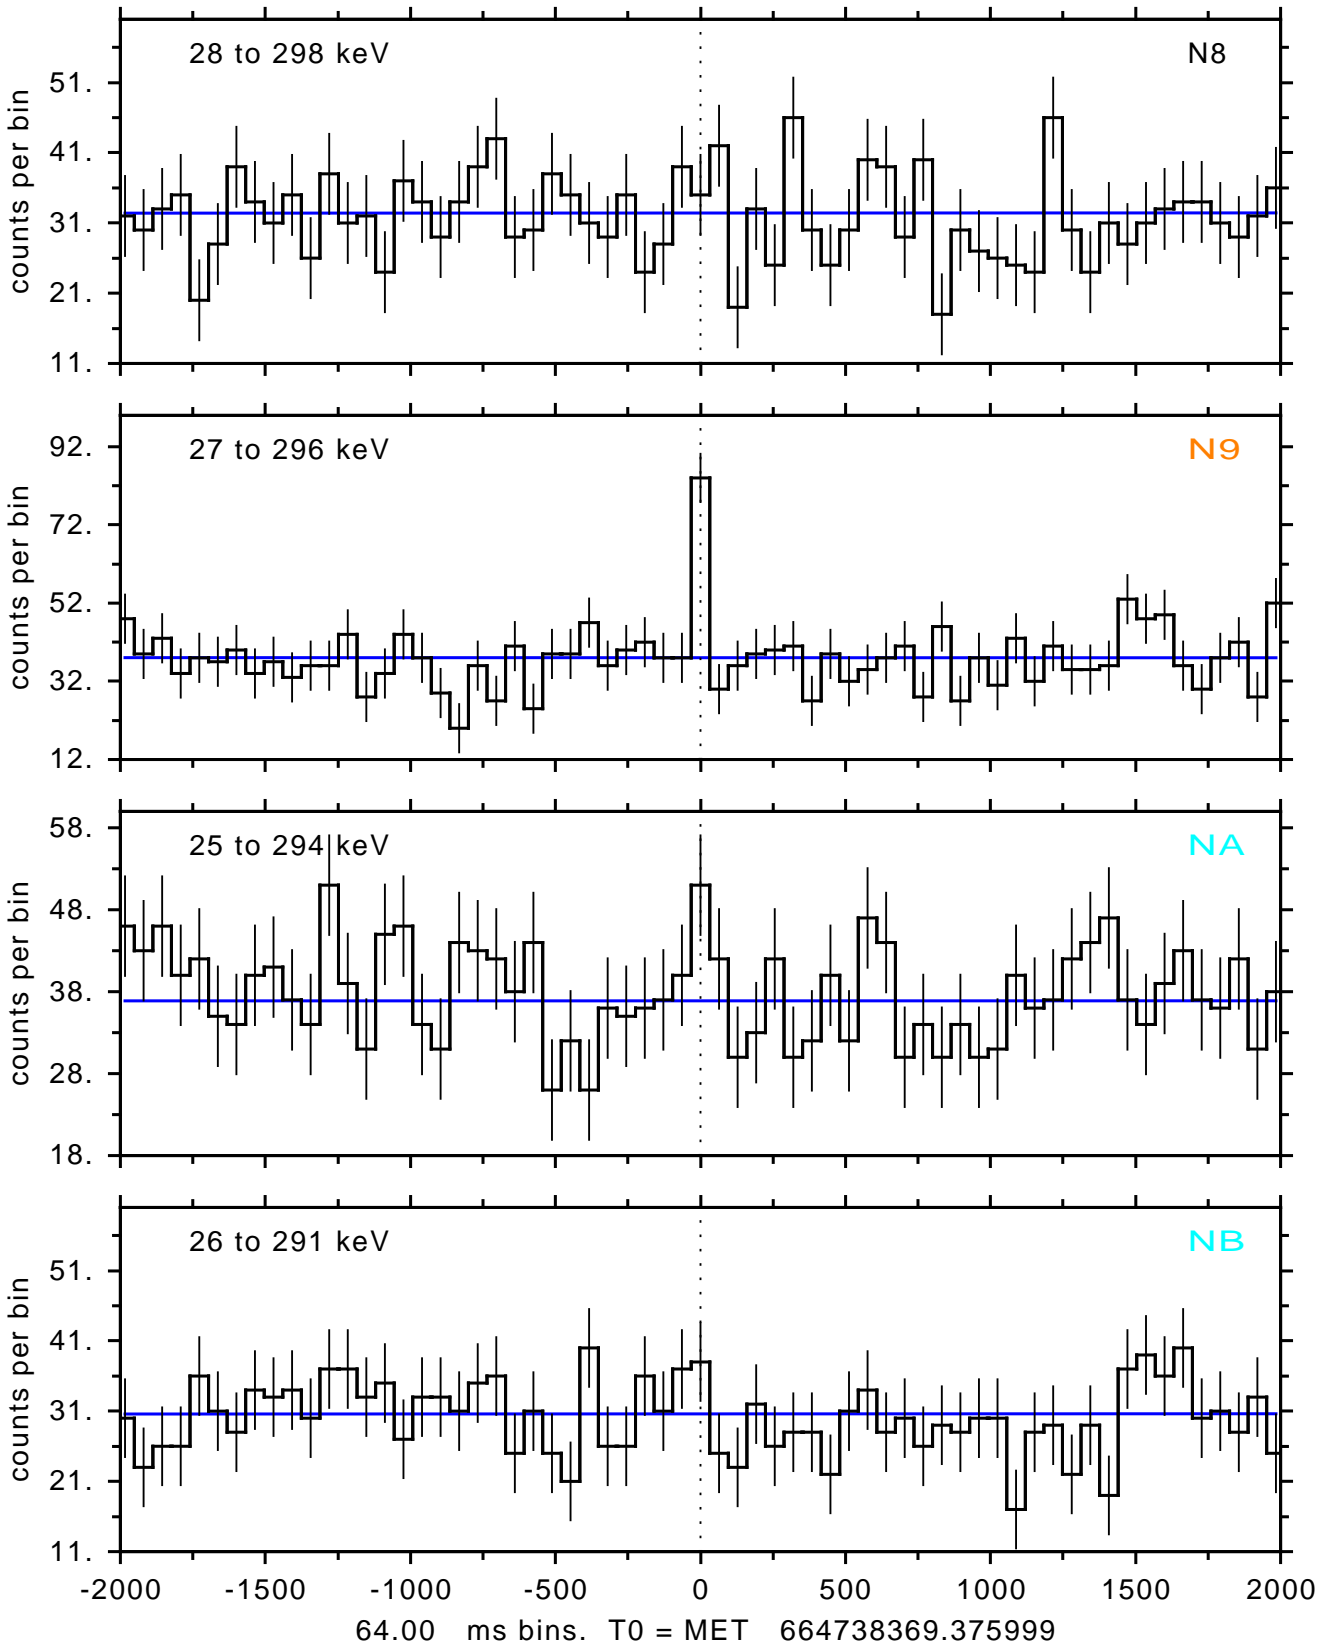 28 to 298 keV N8
51.
41.
31.
21.
11.
counts per bin
27 to 296 keV N9
92.
72.
52.
32.
12.
counts per bin
25 to 294 keV NA
58.
48.
38.
28.
18.
counts per bin
26 to 291 keV NB
51.
41.
31.
21.
11.
counts per bin
-2000 -1500 -1000 -500 0 500 1000 1500 2000
64.00 ms bins. T0 = MET 664738369.375999